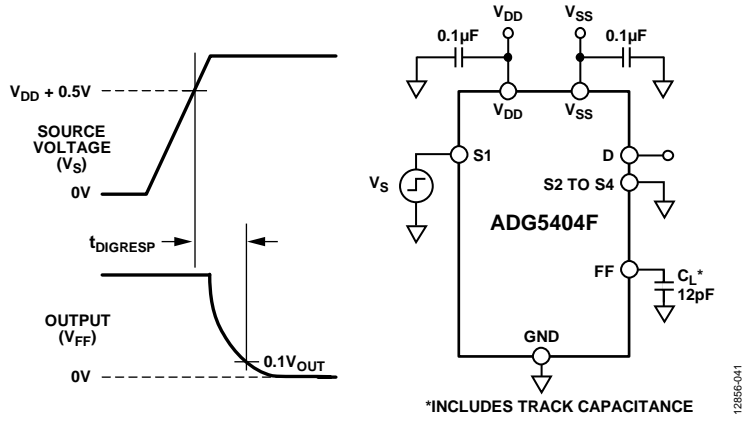 V_DD + 0.5V
SOURCE
VOLTAGE
(V_S)
0V
t_DIGRESP
OUTPUT
(V_FF)
0V
0.1V_OUT
V_DD
V_SS
0.1µF
0.1µF
V_DD
V_SS
S1
D
V_S
S2 TO S4
ADG5404F
FF
C_L*
12pF
GND
*INCLUDES TRACK CAPACITANCE
12856-041